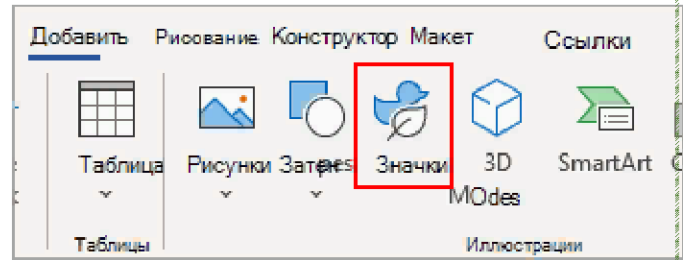 Добавить Рисование Конструктор Макет Ссылки
Таблица Рисунки Значки 3D SmartArt
MOdes
Таблицы Иллюстрации